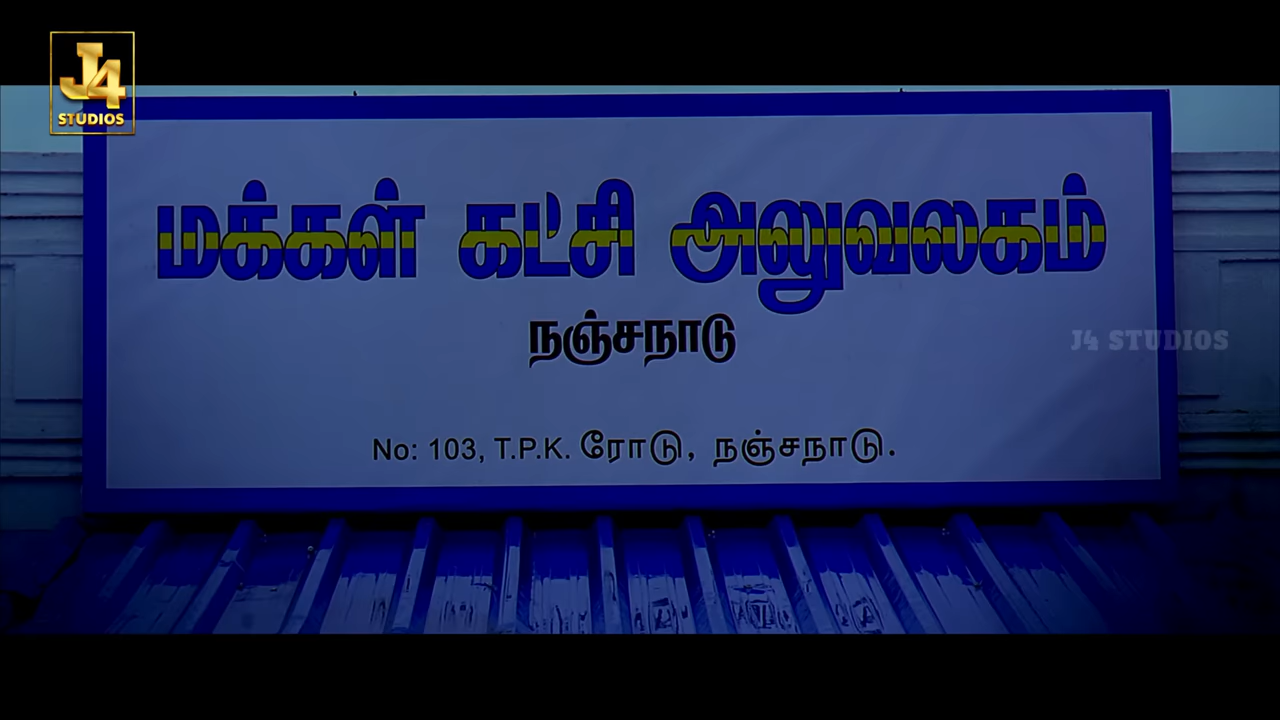 J4
STUDIOS
மக்கள் கட்சி அலுவலகம்
நஞ்சநாடு
J4 STUDIOS
No: 103, T.P.K. ரோடு, நஞ்சநாடு.